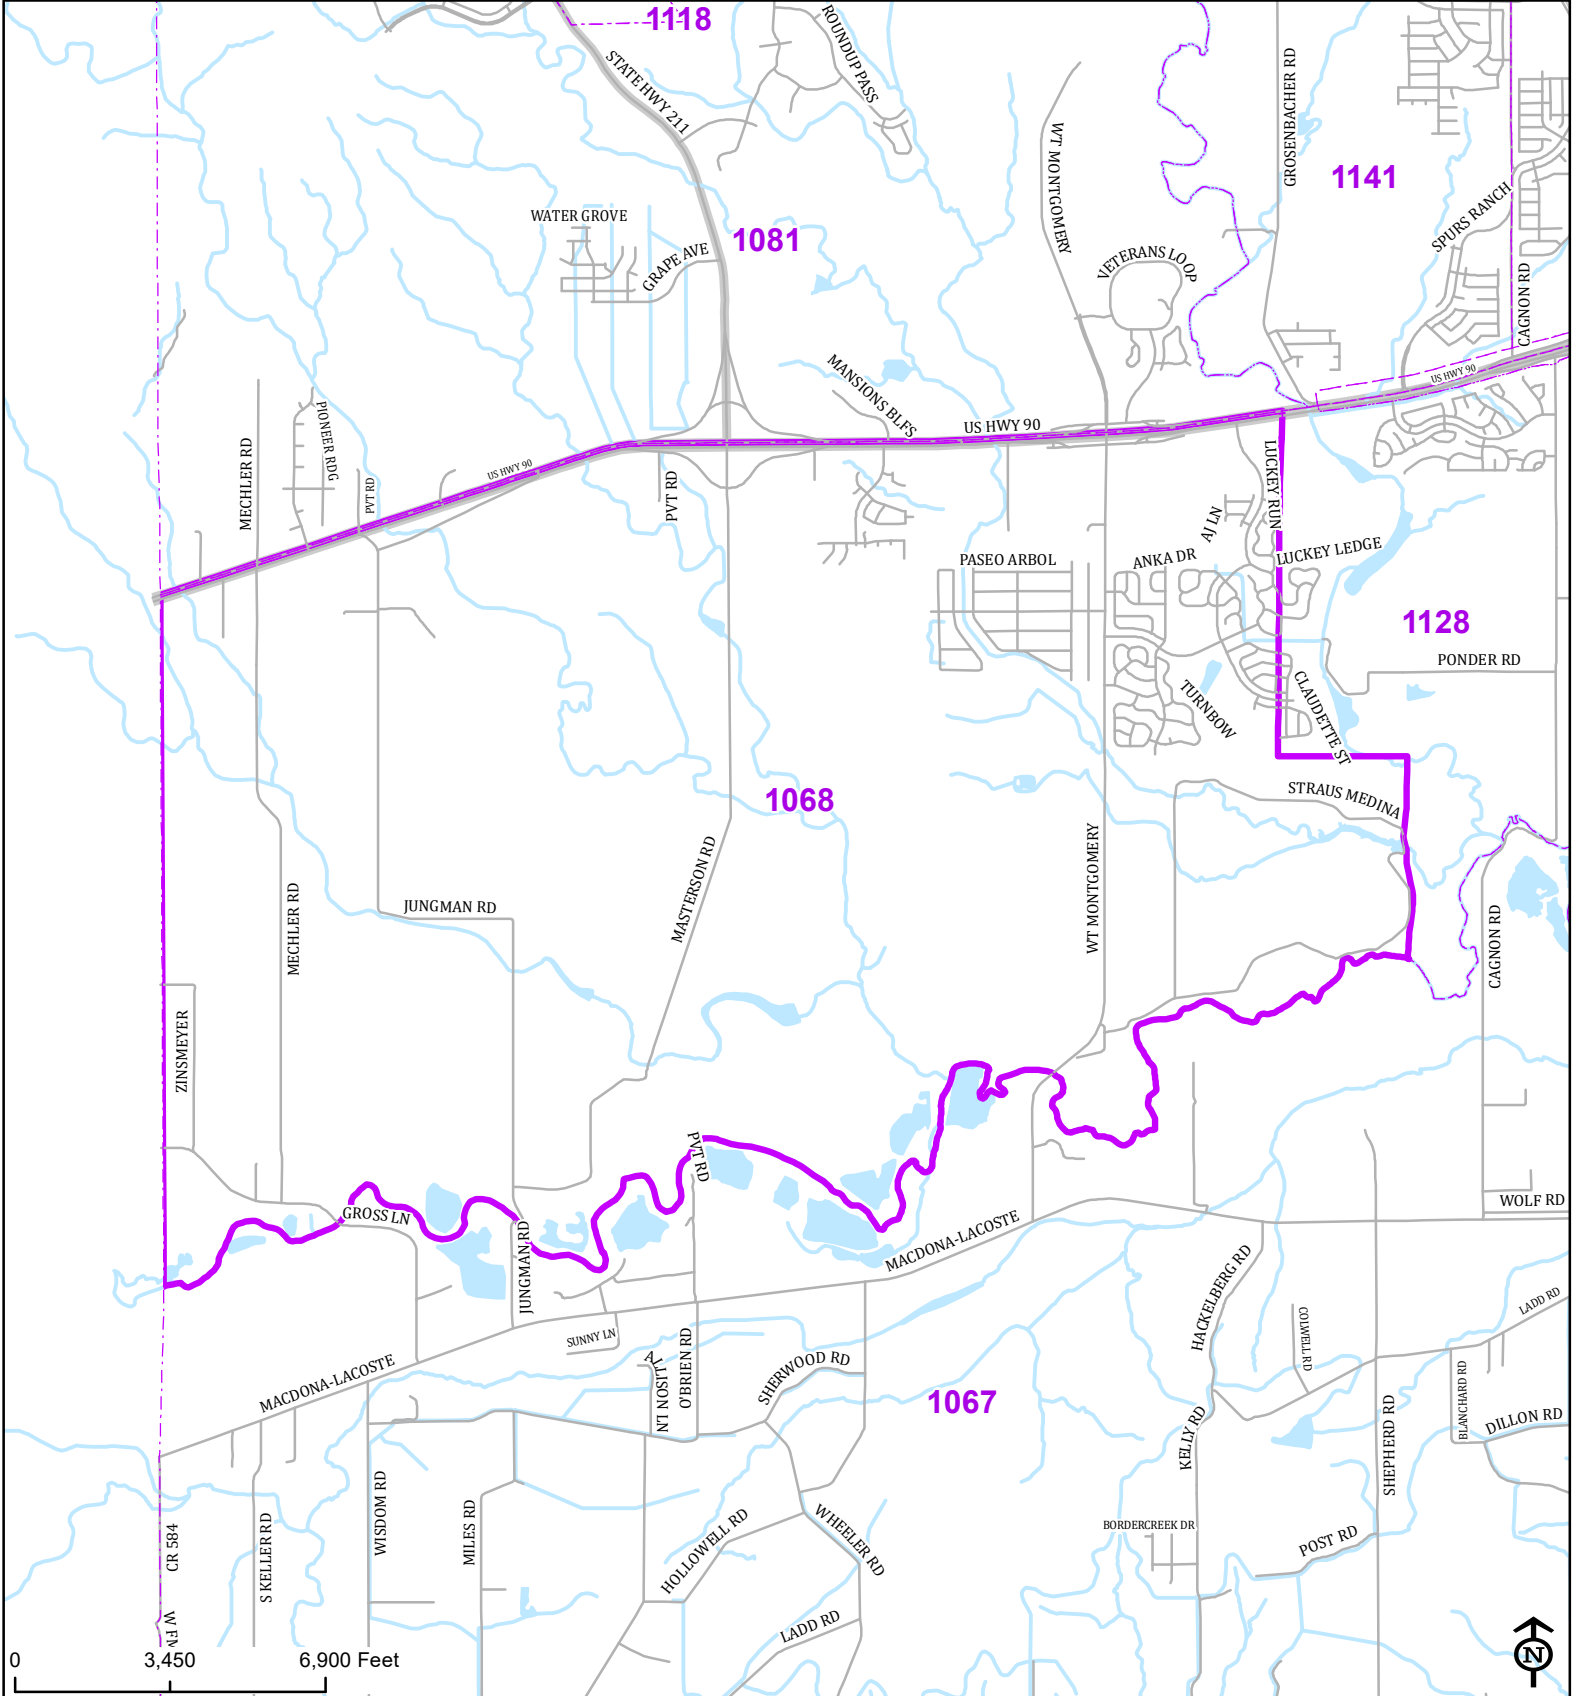 1118
ROUNDUP PASS
STATE HWY 211
GROSENBACHER RD
WT MONTGOMERY
1141
SPURS RANCH
WATER GROVE
1081
GRAPE AVE
VETERANS LOOP
CAGNON RD
MANSIONS BLFS
US HWY 90
US HWY 90
PIONEER RDG
MECHLER RD
US HWY 90
PVT RD
PVT RD
LUCKEY RUN
AJ LN
LUCKEY LEDGE
PASEO ARBOL
ANKA DR
1128
PONDER RD
TURNBOW
CLAUDETTE ST
1068
STRAUS MEDINA
MASTERSON RD
WT MONTGOMERY
JUNGMAN RD
MECHLER RD
CAGNON RD
ZINSMEYER
PVT RD
GROSS LN
WOLF RD
JUNGMAN RD
MACDONA-LACOSTE
HACKELBERG RD
LADD RD
SUNNY LN
COLWELL RD
O'BRIEN RD
ALLISON LN
SHERWOOD RD
MACDONA-LACOSTE
1067
BLANCHARD RD
KELLY RD
SHEPHERD RD
DILLON RD
CR 584
S KELLER RD
WISDOM RD
MILES RD
HOLLOWELL RD
WHEELER RD
BORDERCREEK DR
POST RD
LADD RD
W FM
0 3,450 6,900 Feet
N